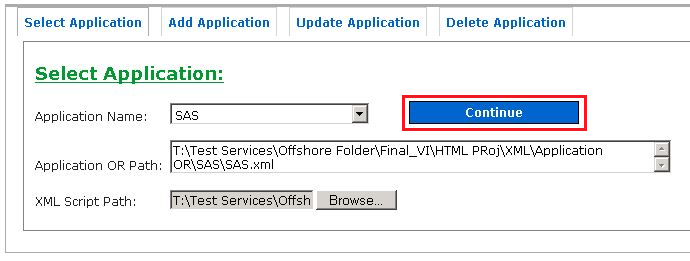 Select Application Add Application Update Application Delete Application
Select Application:
Application Name: SAS Continue
Application OR Path: T:\Test Services\Offshore Folder\Final_VI\HTML PRoj\XML\Application
OR\SAS\SAS.xml
XML Script Path: T:\Test Services\Offsh Browse...